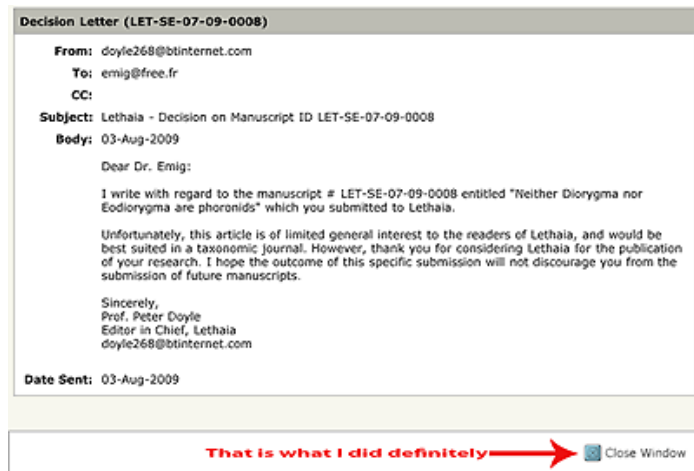 Decision Letter (LET-SE-07-09-0008)
From: doyle268@btinternet.com
To: emig@free.fr
CC:
Subject: Lethaia - Decision on Manuscript ID LET-SE-07-09-0008
Body: 03-Aug-2009
Dear Dr. Emig:
I write with regard to the manuscript # LET-SE-07-09-0008 entitled "Neither Diorygma nor
Eodiorygma are phoronids" which you submitted to Lethaia.
Unfortunately, this article is of limited general interest to the readers of Lethaia, and would be
best suited in a taxonomic journal. However, thank you for considering Lethaia for the publication
of your research. I hope the outcome of this specific submission will not discourage you from the
submission of future manuscripts.
Sincerely,
Prof. Peter Doyle
Editor in Chief, Lethaia
doyle268@btinternet.com
Date Sent: 03-Aug-2009
That is what I did definitely Close Window